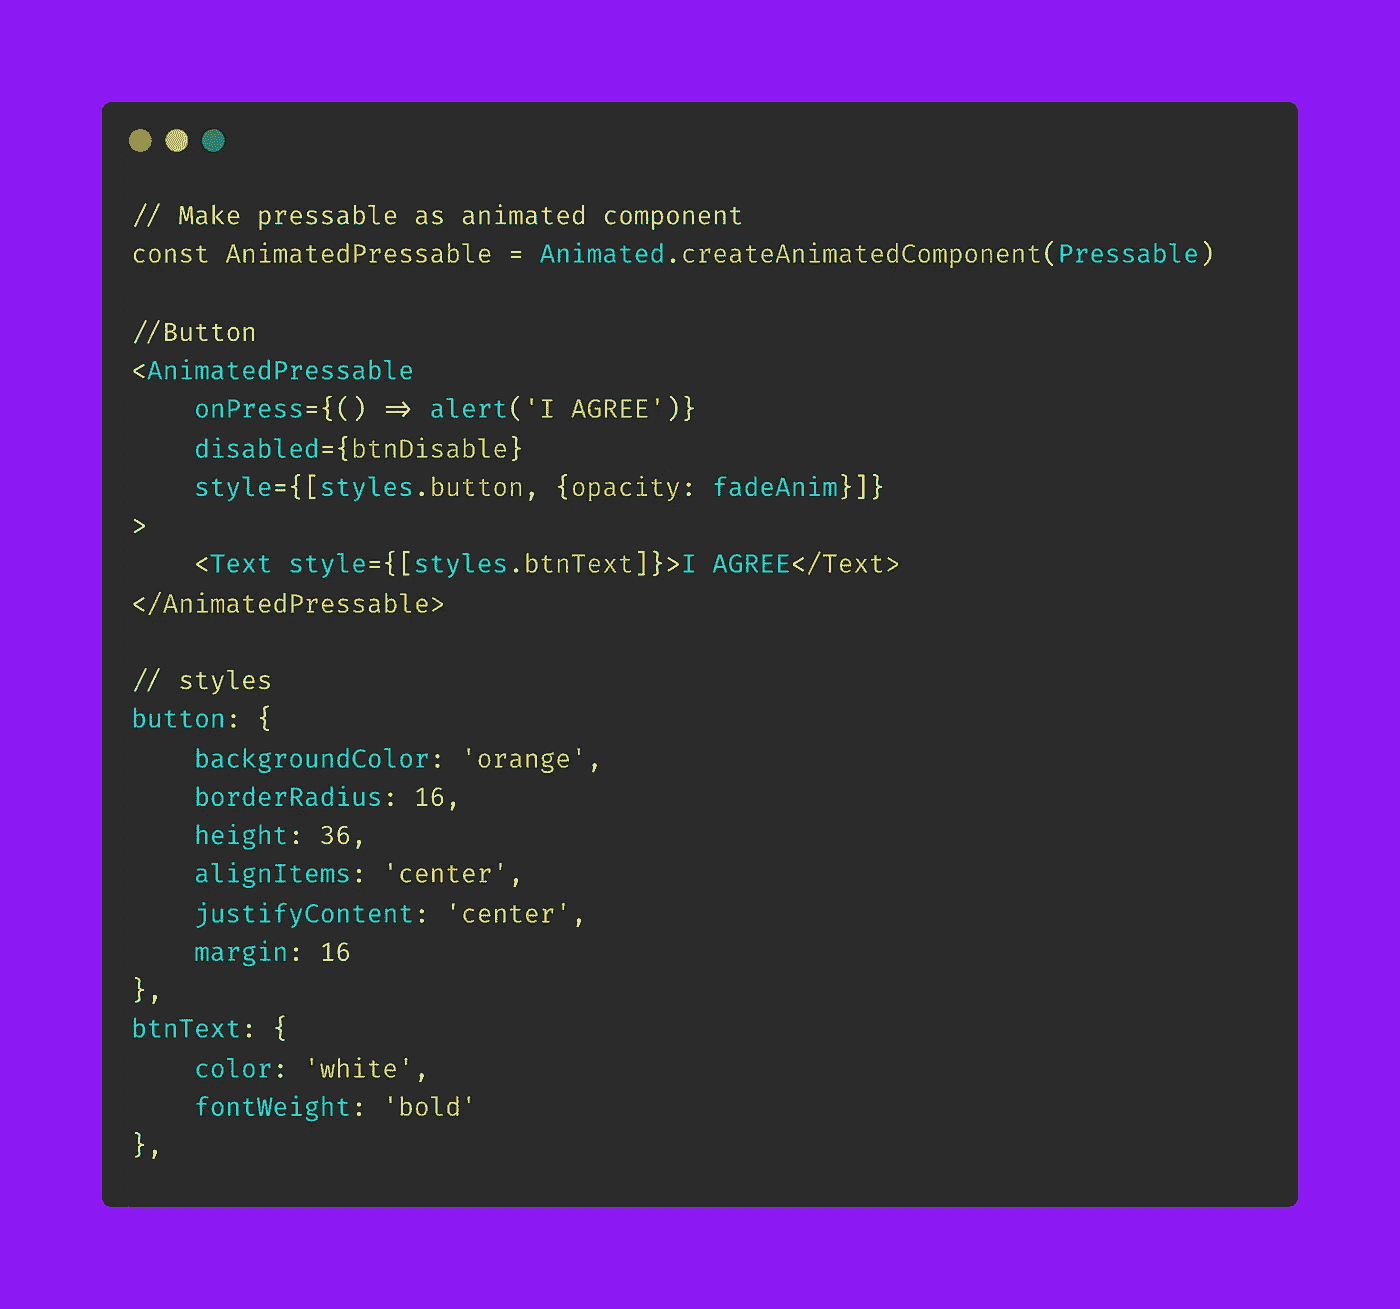 // Make pressable as animated component
const AnimatedPressable = Animated.createAnimatedComponent(Pressable)

//Button
<AnimatedPressable
    onPress={() => alert('I AGREE')}
    disabled={btnDisable}
    style={[styles.button, {opacity: fadeAnim}]}
>
    <Text style={[styles.btnText]}>I AGREE</Text>
</AnimatedPressable>

// styles
button: {
    backgroundColor: 'orange',
    borderRadius: 16,
    height: 36,
    alignItems: 'center',
    justifyContent: 'center',
    margin: 16
},
btnText: {
    color: 'white',
    fontWeight: 'bold'
},